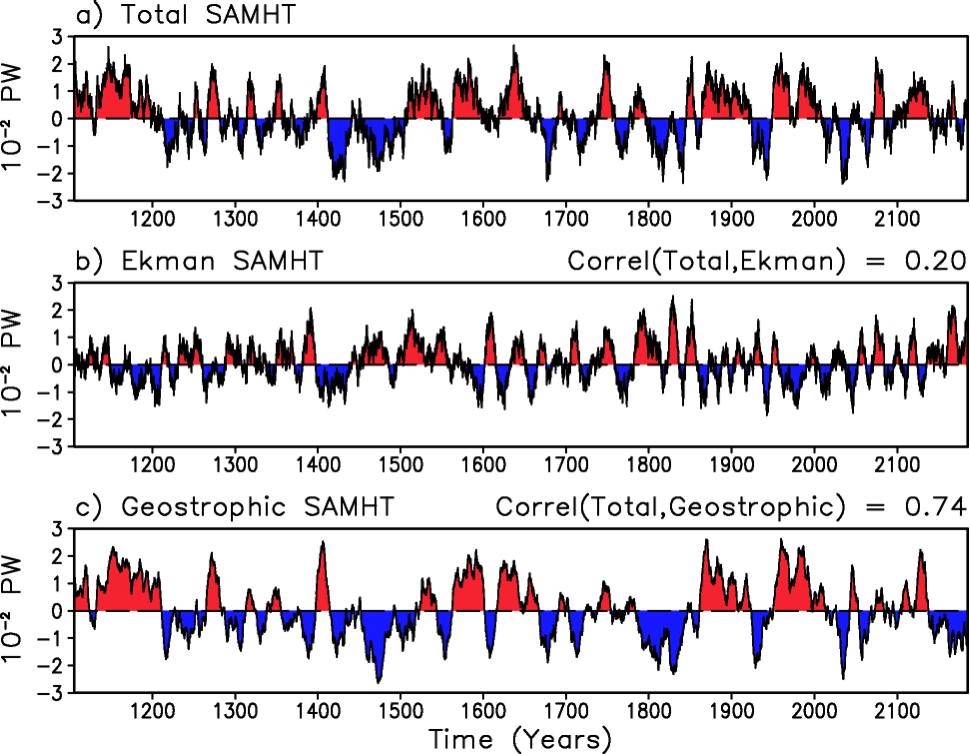 a) Total SAMHT
3
2
1
0
−1
−2
−3
10⁻² PW
1200 1300 1400 1500 1600 1700 1800 1900 2000 2100
b) Ekman SAMHT Correl(Total,Ekman) = 0.20
3
2
1
0
−1
−2
−3
10⁻² PW
1200 1300 1400 1500 1600 1700 1800 1900 2000 2100
c) Geostrophic SAMHT Correl(Total,Geostrophic) = 0.74
3
2
1
0
−1
−2
−3
10⁻² PW
1200 1300 1400 1500 1600 1700 1800 1900 2000 2100
Time (Years)